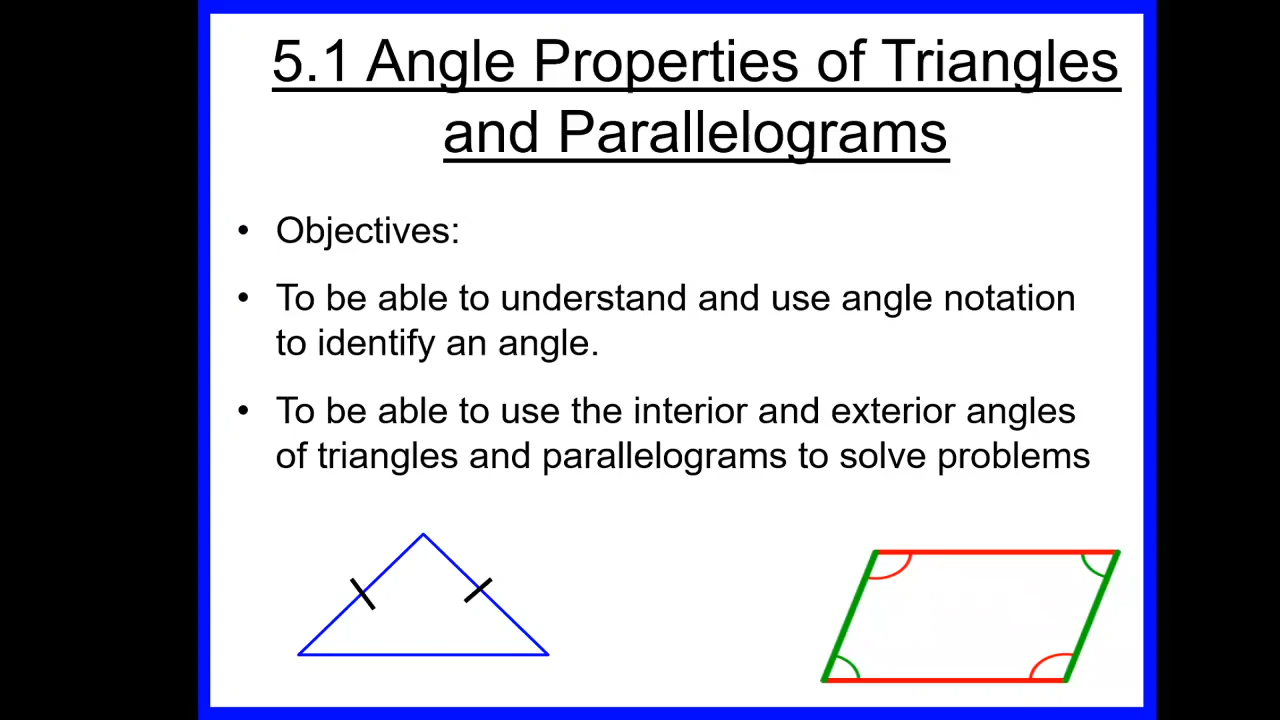 5.1 Angle Properties of Triangles
and Parallelograms
• Objectives:
• To be able to understand and use angle notation
to identify an angle.
• To be able to use the interior and exterior angles
of triangles and parallelograms to solve problems